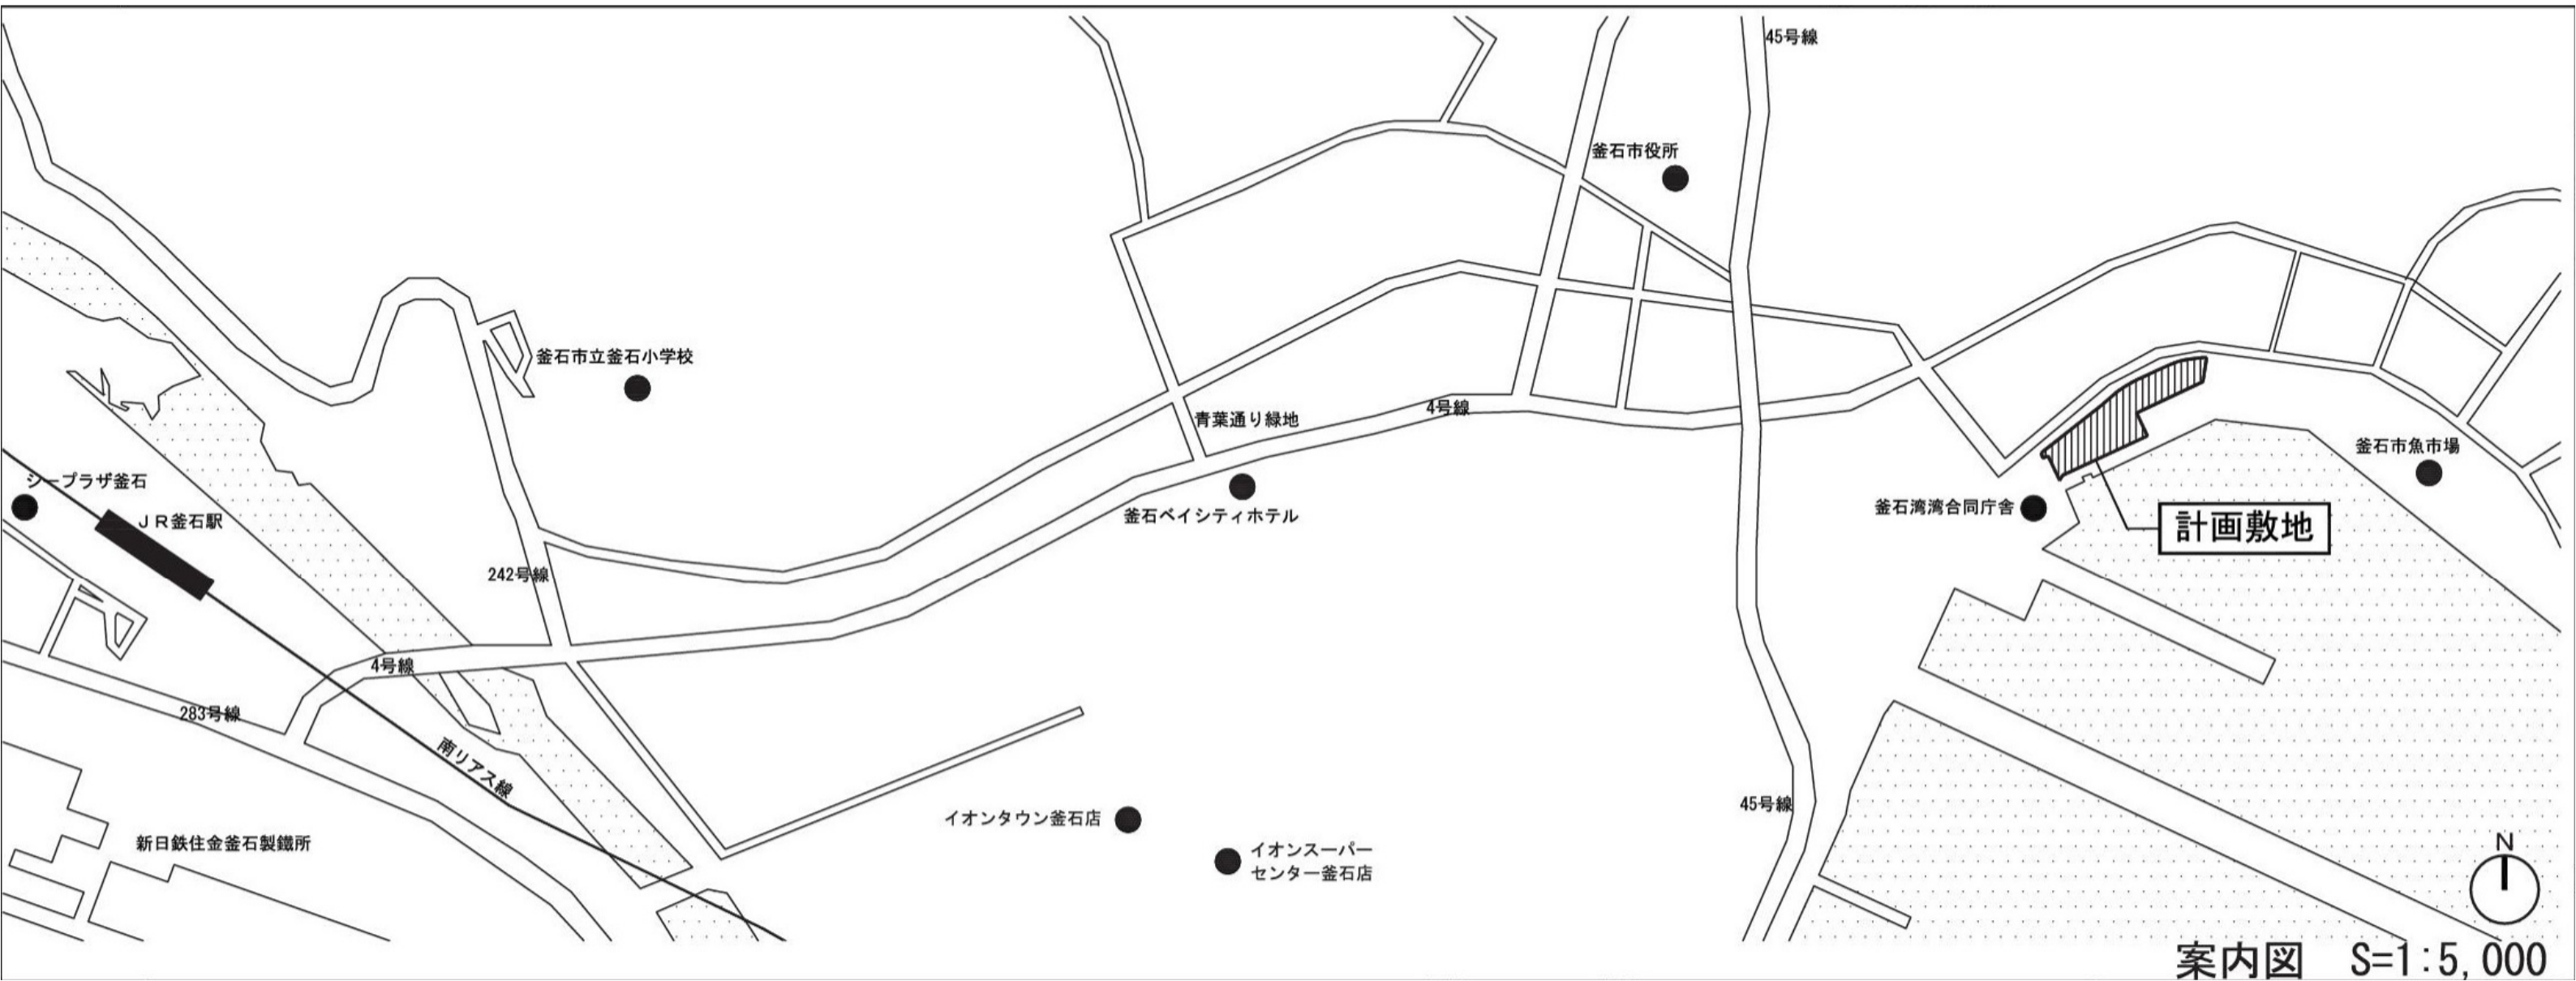 45号線
釜石市役所
釜石市立釜石小学校
青葉通り緑地
4号線
釜石市魚市場
シープラザ釜石
釜石湾湾合同庁舎
JR釜石駅
釜石ベイシティホテル
計画敷地
242号線
4号線
283号線
南リアス線
45号線
イオンタウン釜石店
新日鉄住金釜石製鐵所
イオンスーパー
センター釜石店
N
案内図 S=1:5,000